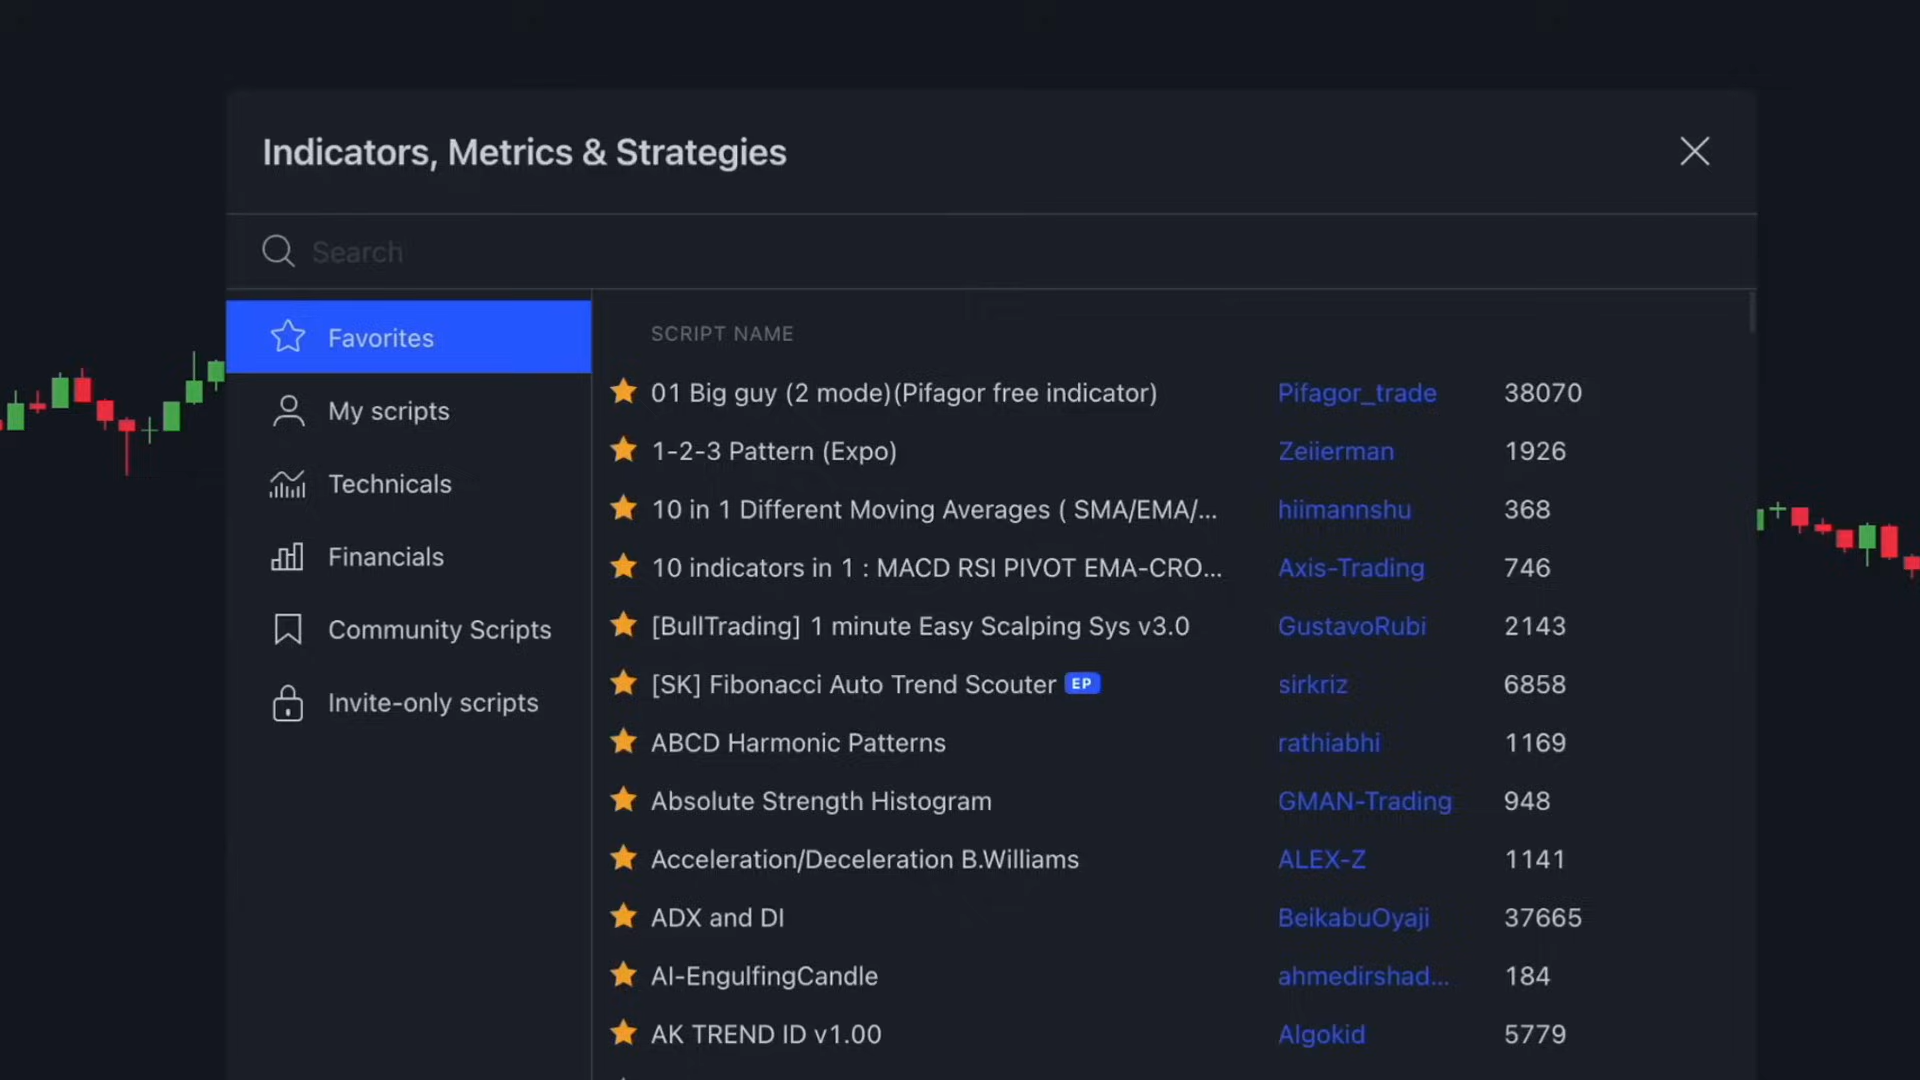 Indicators, Metrics & Strategies
Search
Favorites
My scripts
Technicals
Financials
Community Scripts
Invite-only scripts
SCRIPT NAME
01 Big guy (2 mode)(Pifagor free indicator) Pifagor_trade 38070
1-2-3 Pattern (Expo) Zeiierman 1926
10 in 1 Different Moving Averages ( SMA/EMA/... hiimannshu 368
10 indicators in 1 : MACD RSI PIVOT EMA-CRO... Axis-Trading 746
[BullTrading] 1 minute Easy Scalping Sys v3.0 GustavoRubi 2143
[SK] Fibonacci Auto Trend Scouter EP sirkriz 6858
ABCD Harmonic Patterns rathiabhi 1169
Absolute Strength Histogram GMAN-Trading 948
Acceleration/Deceleration B.Williams ALEX-Z 1141
ADX and DI BeikabuOyaji 37665
AI-EngulfingCandle ahmedirshad... 184
AK TREND ID v1.00 Algokid 5779